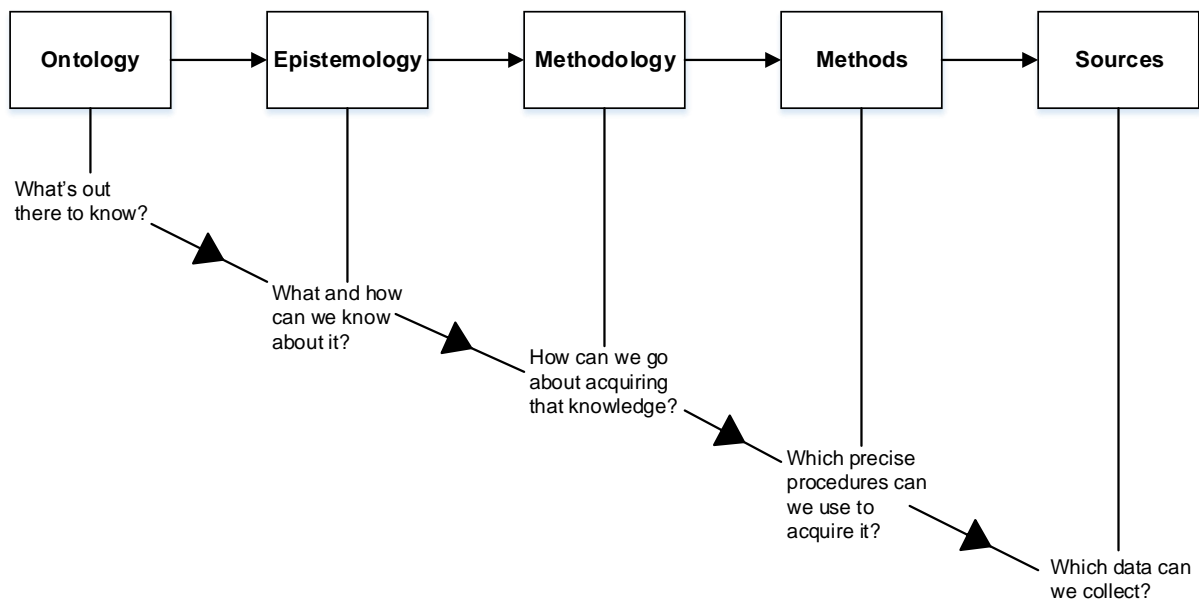 Ontology
Epistemology
Methodology
Methods
Sources
What’s out
there to know?
What and how
can we know
about it?
How can we go
about acquiring
that knowledge?
Which precise
procedures can
we use to
acquire it?
Which data can
we collect?